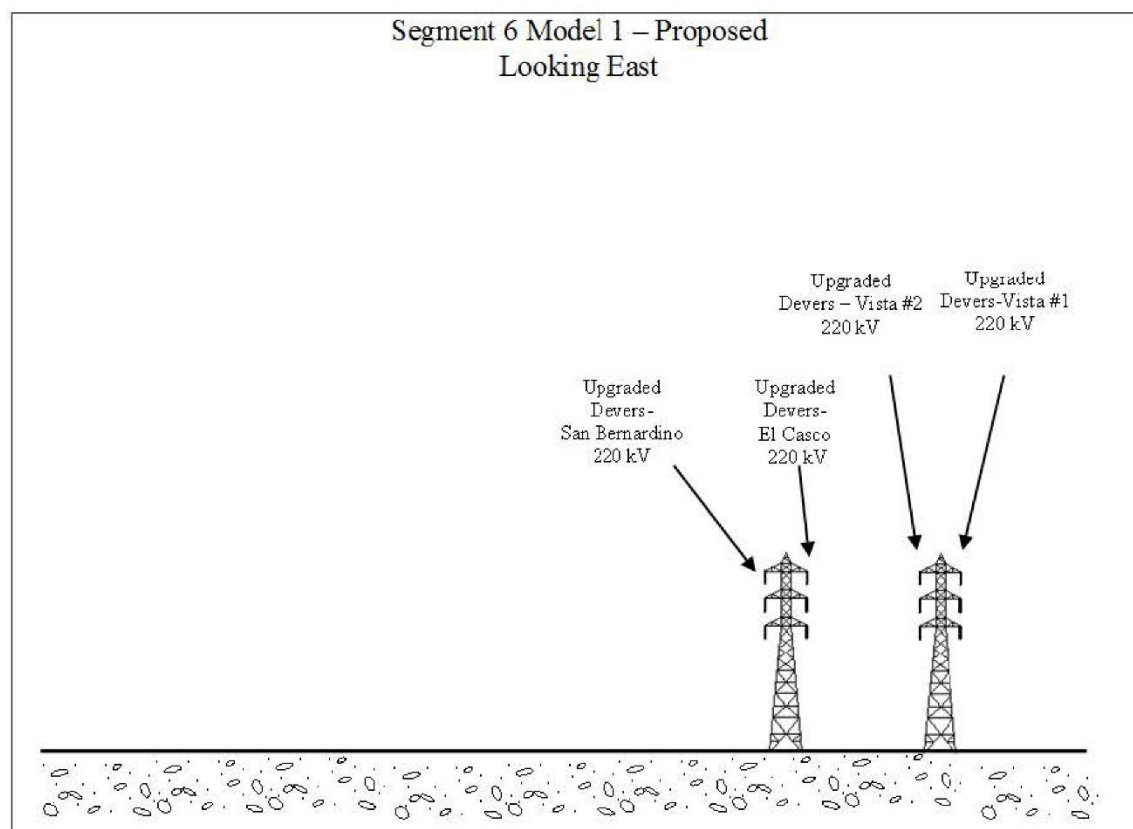 Segment 6 Model 1 – Proposed
Looking East
Upgraded
Devers – Vista #2
220 kV
Upgraded
Devers-Vista #1
220 kV
Upgraded
Devers-
San Bernardino
220 kV
Upgraded
Devers-
El Casco
220 kV